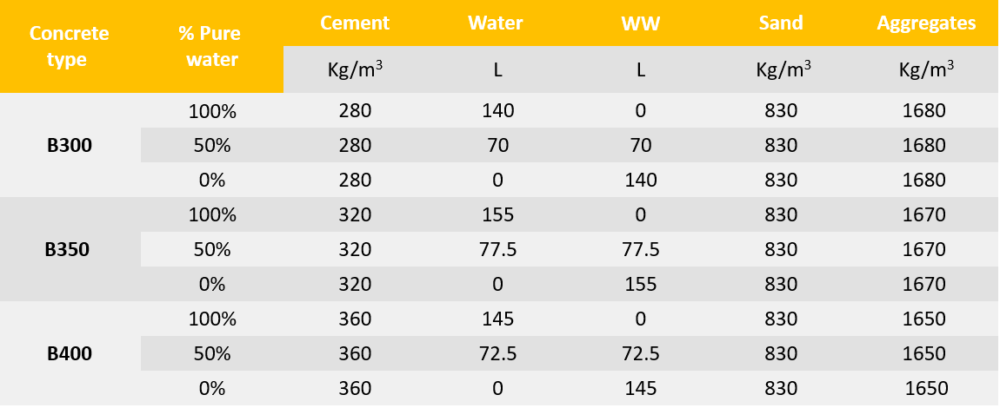 Concrete type % Pure water Cement Water WW Sand Aggregates
Kg/m³ L L Kg/m³ Kg/m³
B300
100% 280 140 0 830 1680
50% 280 70 70 830 1680
0% 280 0 140 830 1680
B350
100% 320 155 0 830 1670
50% 320 77.5 77.5 830 1670
0% 320 0 155 830 1670
B400
100% 360 145 0 830 1650
50% 360 72.5 72.5 830 1650
0% 360 0 145 830 1650